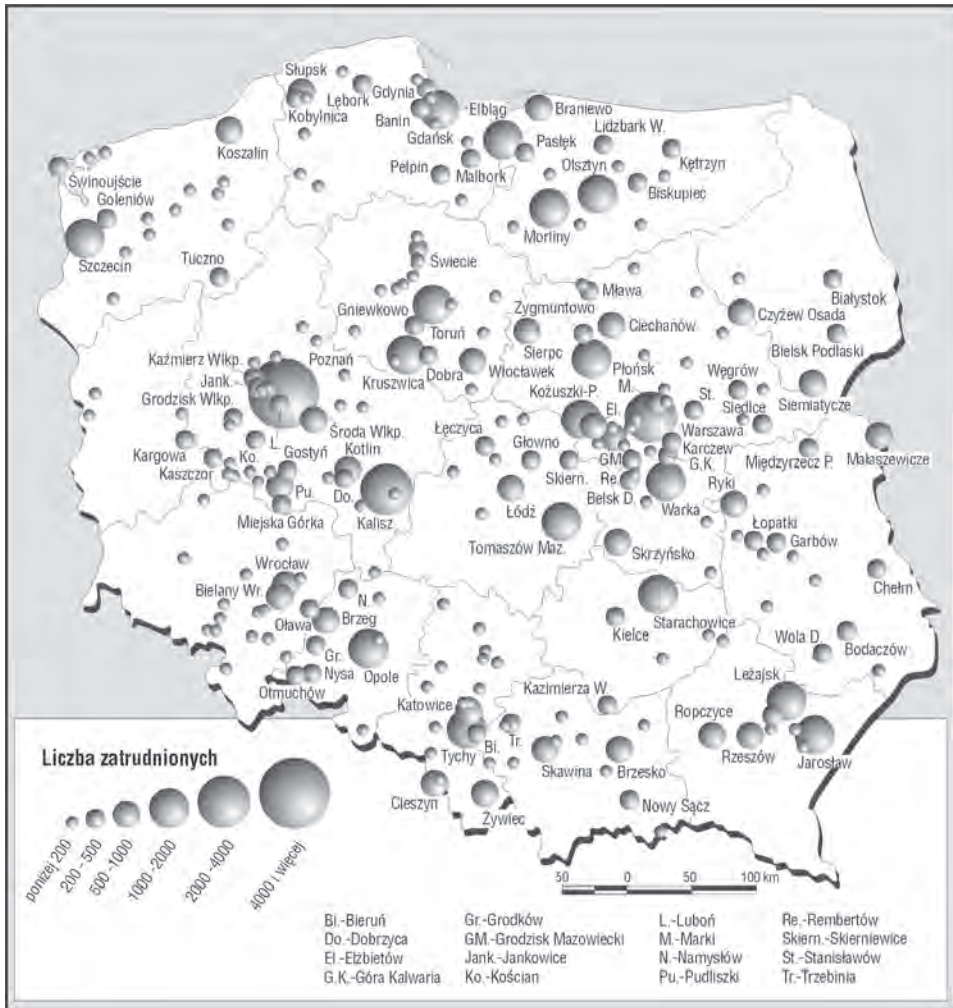 Słupsk
Gdynia
Lębork
Kobylnica
Banin
Gdańsk
Elbląg
Braniewo
Lidzbark W.
Pasłęk
Kętrzyn
Olsztyn
Biskupiec
Pelpin
Malbork
Morliny
Koszalin
Świnoujście
Goleniów
Szczecin
Tuczno
Świecie
Gniewkowo
Toruń
Kruszwica
Dobra
Włocławek
Zygmuntowo
Mława
Sierpc
Ciechanów
Płońsk
Białystok
Czyżew Osada
Bielsk Podlaski
Siemiatycze
Węgrów
Siedlce
St.
M.
Kożuszki-P.
El.
Warszawa
Karczew
G.K.
Kaźmierz Wlkp.
Jank.
Poznań
Grodzisk Wlkp.
L.
Środa Wlkp.
Kotlin
Kargowa
Ko.
Gostyń
Kaszczor
Pu.
Do.
Miejska Górka
Kalisz
Łęczyca
Głowno
Skiern.
GM
Re.
Belsk D.
Warka
Ryki
Międzyrzec P.
Małaszewicze
Łódź
Tomaszów Maz.
Skrzyńsko
Łopatki
Garbów
Chełm
Wrocław
Bielany Wr.
Oława
Brzeg
N.
Gr.
Nysa
Otmuchów
Opole
Starachowice
Kielce
Wola D.
Bodaczów
Leżajsk
Ropczyce
Rzeszów
Jarosław
Kazimierza W.
Katowice
Tychy
Bi.
Tr.
Skawina
Brzesko
Cieszyn
Żywiec
Nowy Sącz
Liczba zatrudnionych
poniżej 200
200 - 500
500-1000
1000-2000
2000-4000
4000 i więcej
50 0 50 100 km
Bi.-Bieruń
Do.-Dobrzyca
El.-Elżbietów
G.K.-Góra Kalwaria
Gr.-Grodków
GM.-Grodzisk Mazowiecki
Jank.-Jankowice
Ko.-Kościan
L.-Luboń
M.-Marki
N.-Namysłów
Pu.-Pudliszki
Re.-Rembertów
Skiern.-Skierniewice
St.-Stanisławów
Tr.-Trzebinia